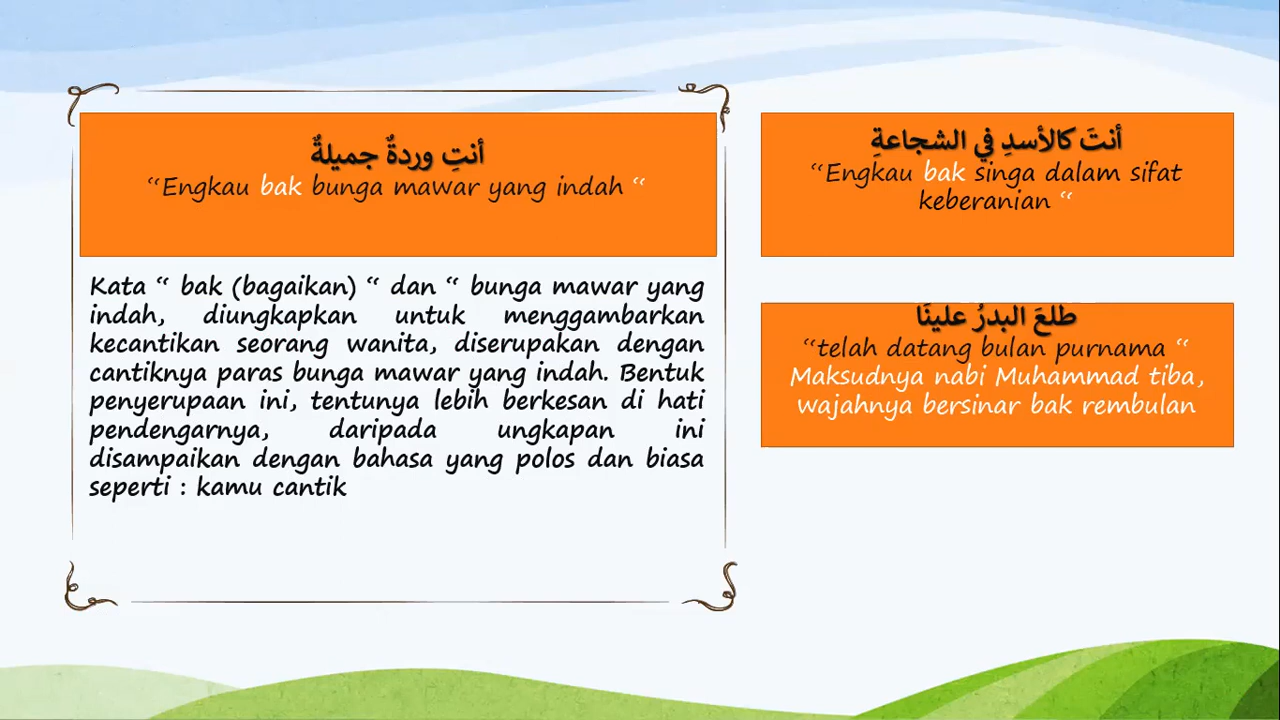 أنتِ وردةٌ جميلةٌ
“Engkau bak bunga mawar yang indah “
Kata “ bak (bagaikan) “ dan “ bunga mawar yang
indah, diungkapkan untuk menggambarkan
kecantikan seorang wanita, diserupakan dengan
cantiknya paras bunga mawar yang indah. Bentuk
penyerupaan ini, tentunya lebih berkesan di hati
pendengarnya, daripada ungkapan ini
disampaikan dengan bahasa yang polos dan biasa
seperti : kamu cantik
أنتَ كالأسدِ في الشجاعةِ
“Engkau bak singa dalam sifat
keberanian “
طلعَ البدرُ علينَا
“telah datang bulan purnama “
Maksudnya nabi Muhammad tiba,
wajahnya bersinar bak rembulan